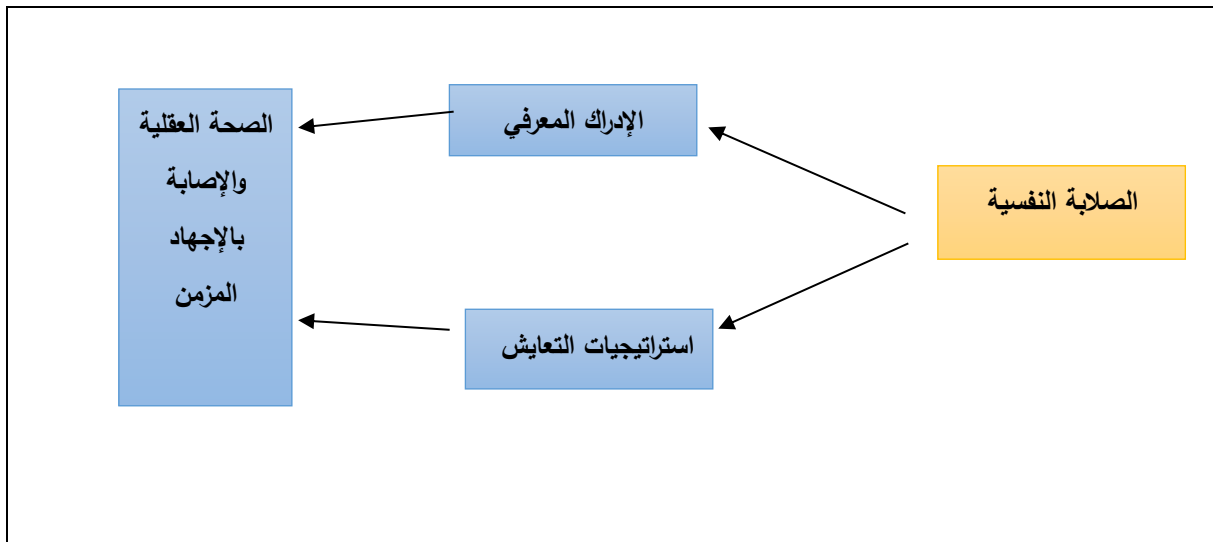 الصلابة النفسية
الإدراك المعرفي
استراتيجيات التعايش
الصحة العقلية
والإصابة
بالإجهاد
المزمن